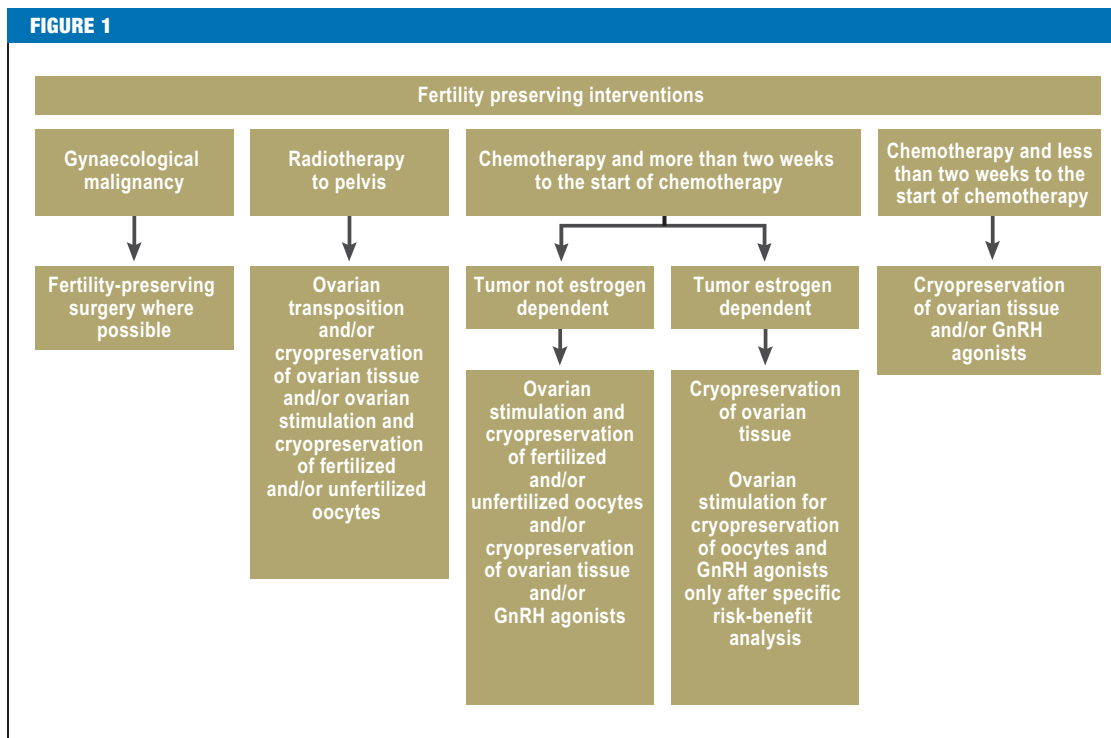 FIGURE 1
Fertility preserving interventions
Gynaecological
malignancy
Radiotherapy
to pelvis
Chemotherapy and more than two weeks
to the start of chemotherapy
Chemotherapy and less
than two weeks to the
start of chemotherapy
Fertility-preserving
surgery where
possible
Ovarian
transposition
and/or
cryopreservation
of ovarian tissue
and/or ovarian
stimulation and
cryopreservation
of fertilized
and/or unfertilized
oocytes
Tumor not estrogen
dependent
Tumor estrogen
dependent
Cryopreservation
of ovarian tissue
and/or GnRH
agonists
Ovarian
stimulation and
cryopreservation
of fertilized
and/or
unfertilized oocytes
and/or
cryopreservation
of ovarian tissue
and/or
GnRH agonists
Cryopreservation
of ovarian
tissue
Ovarian
stimulation for
cryopreservation
of oocytes and
GnRH agonists
only after specific
risk-benefit
analysis